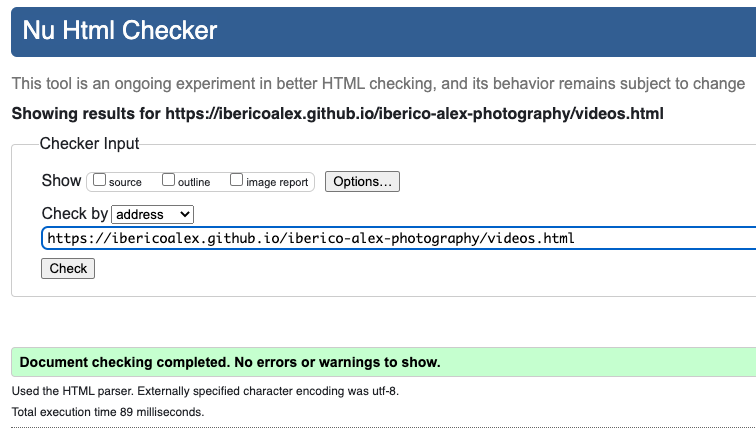 Nu Html Checker
This tool is an ongoing experiment in better HTML checking, and its behavior remains subject to change
Showing results for https://ibericoalex.github.io/iberico-alex-photography/videos.html
Checker Input
Show source outline image report Options...
Check by address
https://ibericoalex.github.io/iberico-alex-photography/videos.html
Check
Document checking completed. No errors or warnings to show.
Used the HTML parser. Externally specified character encoding was utf-8.
Total execution time 89 milliseconds.